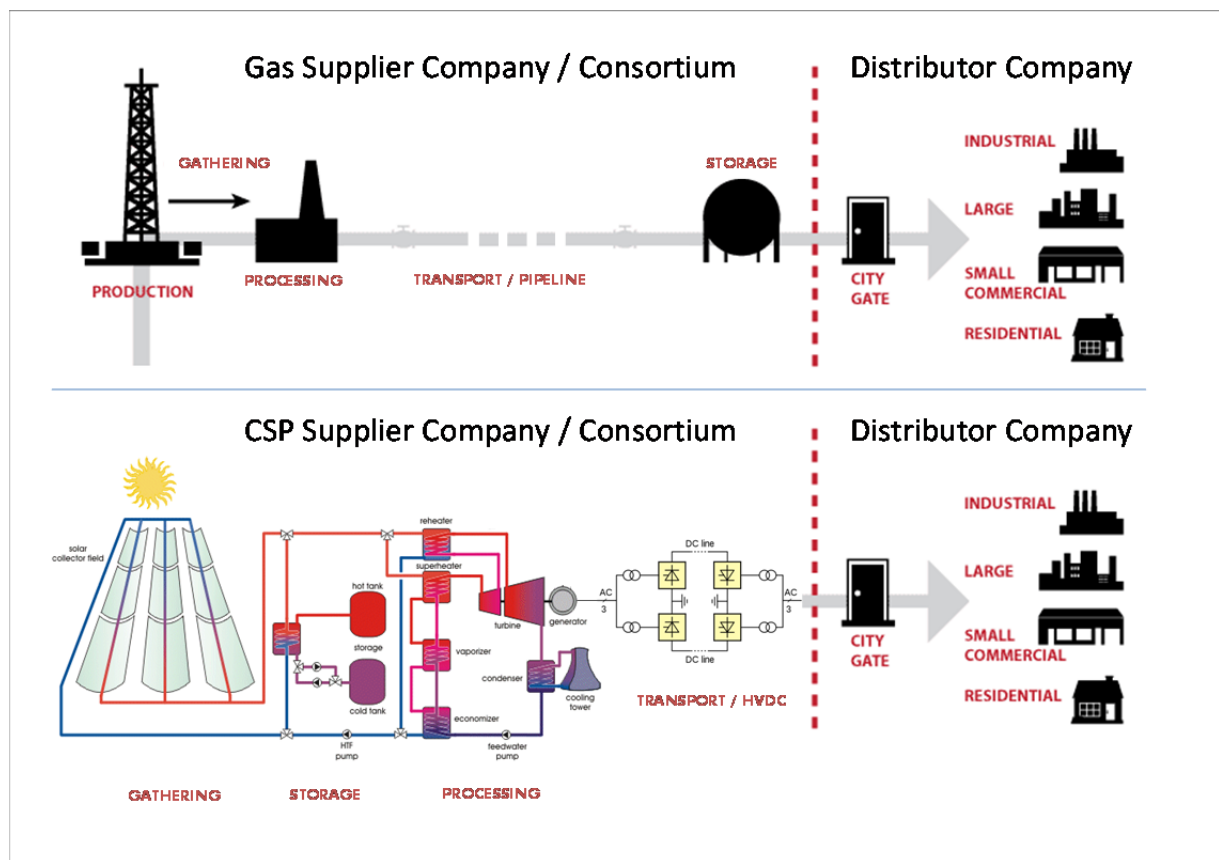 Gas Supplier Company / Consortium
Distributor Company
GATHERING
STORAGE
INDUSTRIAL
LARGE
PRODUCTION
PROCESSING
TRANSPORT / PIPELINE
CITY
GATE
SMALL
COMMERCIAL
RESIDENTIAL
CSP Supplier Company / Consortium
Distributor Company
solar
collector field
reheater
superheater
hot tank
storage
cold tank
vaporizer
economizer
turbine
generator
condenser
cooling
tower
HTF
pump
feedwater
pump
AC
3
DC line
DC line
AC
3
TRANSPORT / HVDC
GATHERING
STORAGE
PROCESSING
CITY
GATE
INDUSTRIAL
LARGE
SMALL
COMMERCIAL
RESIDENTIAL